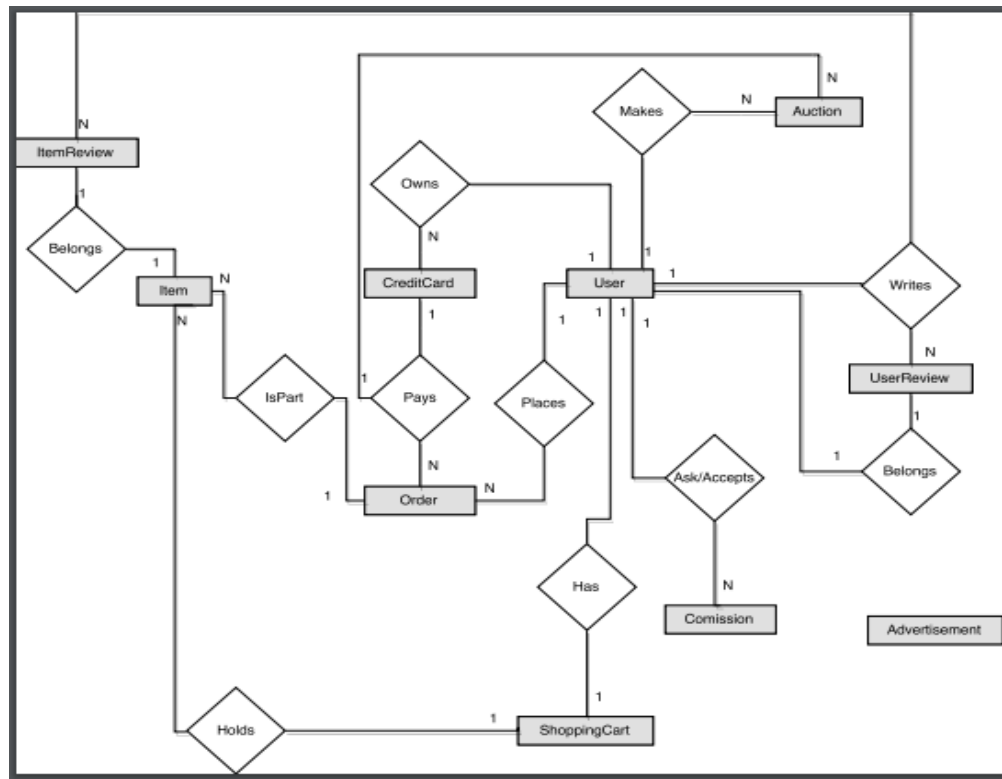 N
Makes
N
N
Auction
ItemReview
N
1
Owns
Belongs
1
N
N
CreditCard
1
1
User
1
Writes
Item
N
1
1
1
1
1
N
UserReview
1
IsPart
Pays
Places
1
1
Belongs
N
Ask/Accepts
1
Order
N
Has
N
Comission
Advertisement
1
1
Holds
ShoppingCart